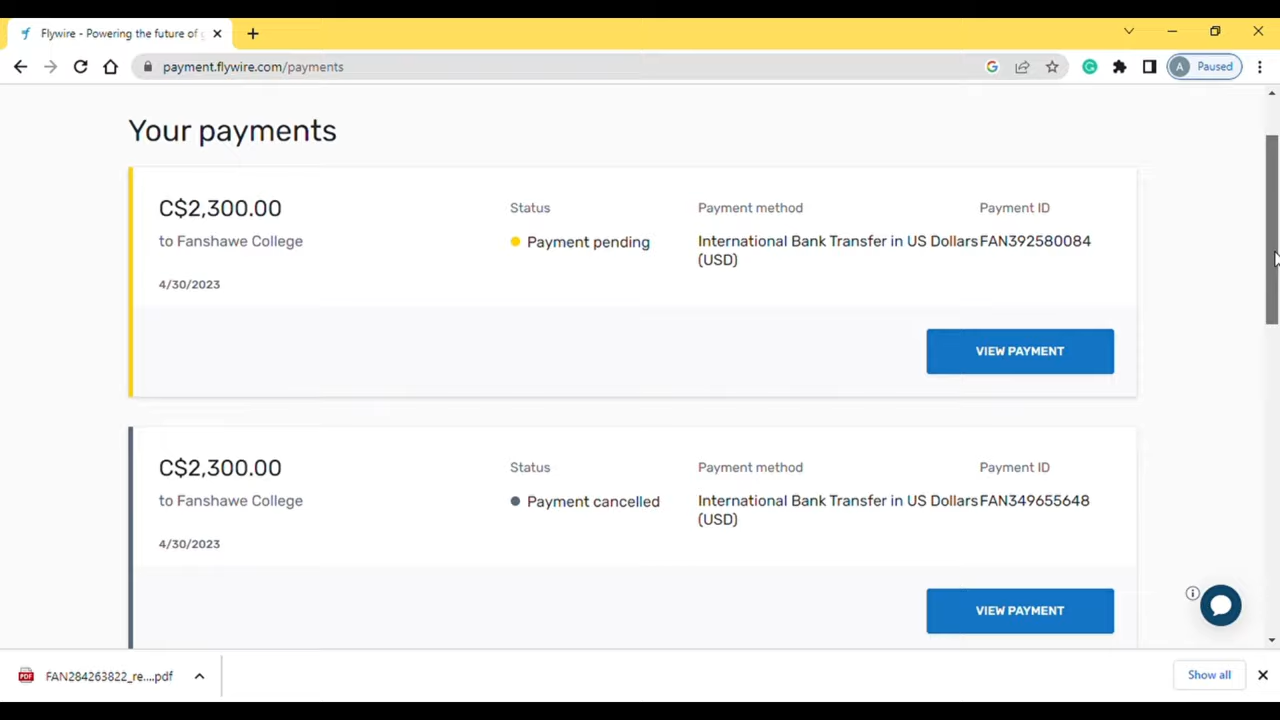 Flywire - Powering the future of g
payment.flywire.com/payments
A Paused
Your payments
C$2,300.00
to Fanshawe College
4/30/2023
Status
Payment pending
Payment method
International Bank Transfer in US Dollars
(USD)
Payment ID
FAN392580084
VIEW PAYMENT
C$2,300.00
to Fanshawe College
4/30/2023
Status
Payment cancelled
Payment method
International Bank Transfer in US Dollars
(USD)
Payment ID
FAN349655648
VIEW PAYMENT
PDF FAN284263822_re....pdf
Show all